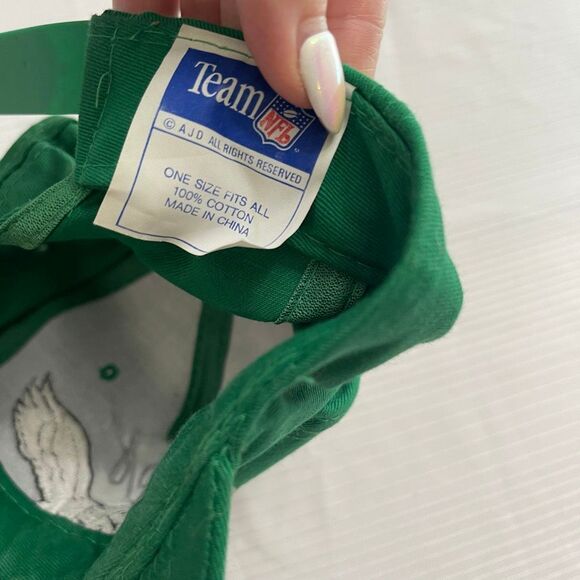 Team
NFL
© AJD ALL RIGHTS RESERVED
ONE SIZE FITS ALL
100% COTTON
MADE IN CHINA